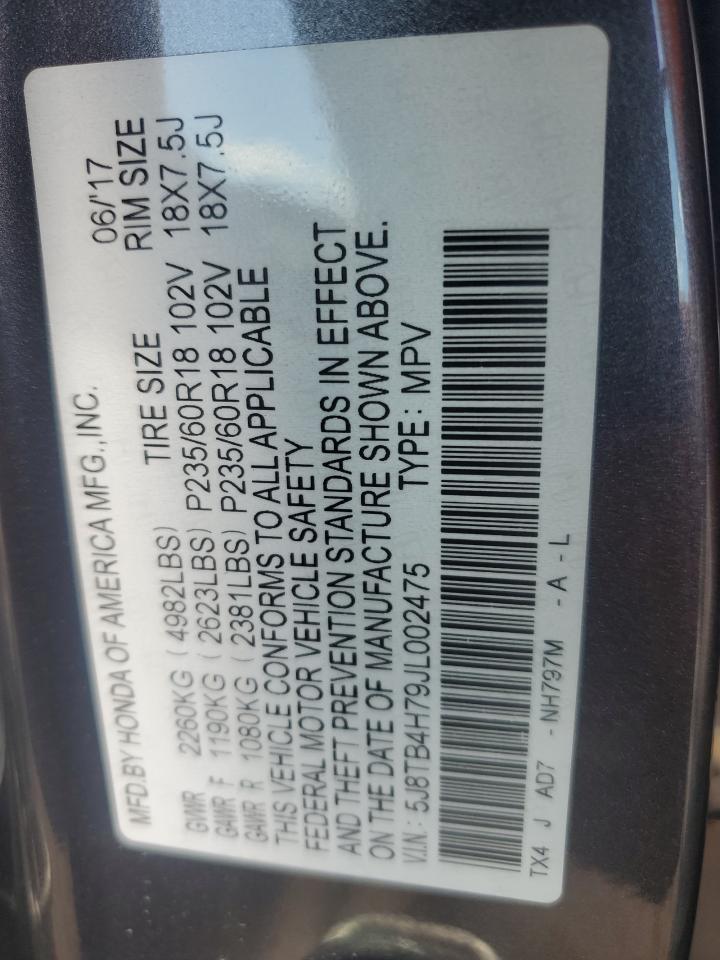 MFD.BY HONDA OF AMERICA MFG.,INC. 06/'17
TIRE SIZE RIM SIZE
GVWR 2260KG ( 4982LBS)
GAWR F 1190KG ( 2623LBS) P235/60R18 102V 18X7.5J
GAWR R 1080KG ( 2381LBS) P235/60R18 102V 18X7.5J
THIS VEHICLE CONFORMS TO ALL APPLICABLE
FEDERAL MOTOR VEHICLE SAFETY
AND THEFT PREVENTION STANDARDS IN EFFECT
ON THE DATE OF MANUFACTURE SHOWN ABOVE.
V.I.N.: 5J8TB4H79JL002475 TYPE: MPV
TX4 J AD7 -NH797M - A - L